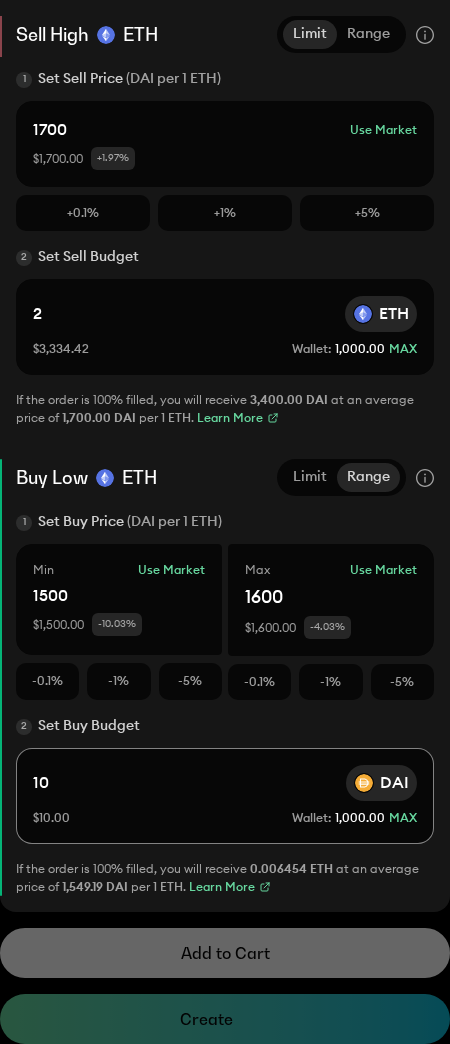 Sell High ETH Limit Range
1 Set Sell Price (DAI per 1 ETH)
1700 Use Market
$1,700.00 +1.97%
+0.1% +1% +5%
2 Set Sell Budget
2 ETH
$3,334.42 Wallet: 1,000.00 MAX
If the order is 100% filled, you will receive 3,400.00 DAI at an average
price of 1,700.00 DAI per 1 ETH. Learn More
Buy Low ETH Limit Range
1 Set Buy Price (DAI per 1 ETH)
Min Use Market Max Use Market
1500 1600
$1,500.00 -10.03% $1,600.00 -4.03%
-0.1% -1% -5% -0.1% -1% -5%
2 Set Buy Budget
10 DAI
$10.00 Wallet: 1,000.00 MAX
If the order is 100% filled, you will receive 0.006454 ETH at an average
price of 1,549.19 DAI per 1 ETH. Learn More
Add to Cart
Create